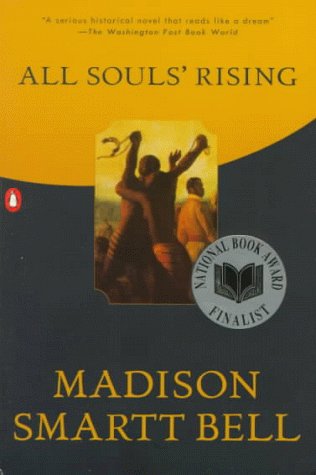 "A serious historical novel that reads like a dream"
—The Washington Post Book World
ALL SOULS' RISING
NATIONAL BOOK AWARD
FINALIST
MADISON
SMARTT BELL